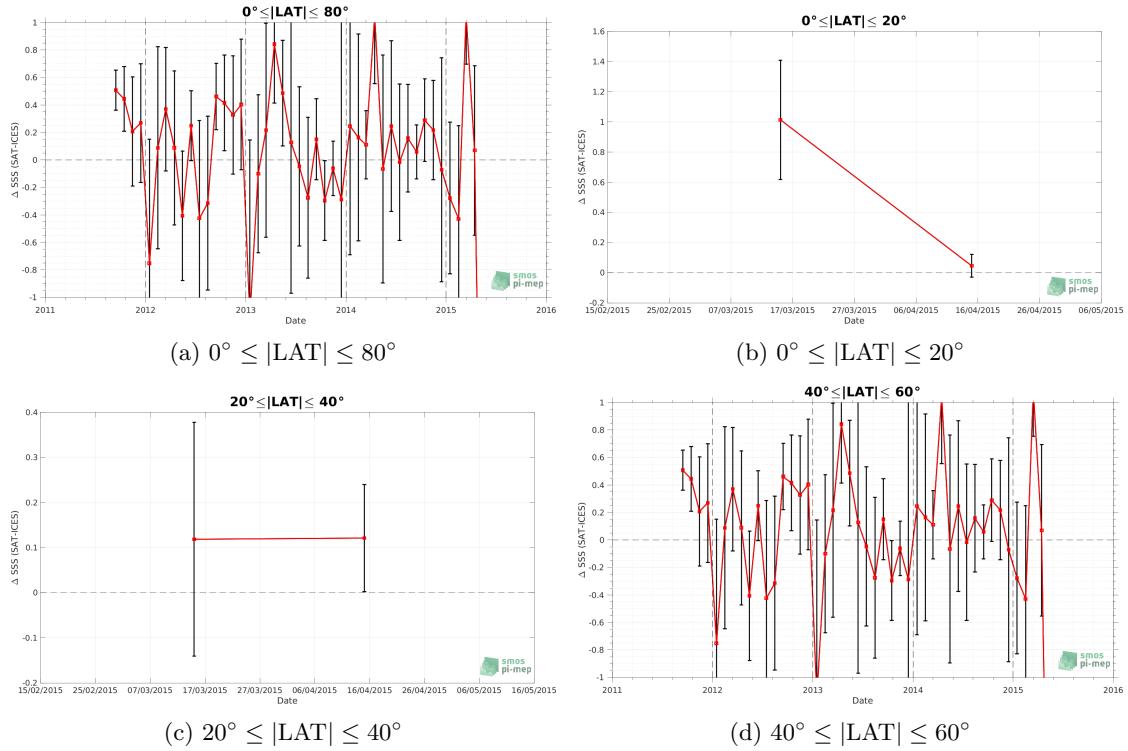 0°≤|LAT|≤ 80°
Δ SSS (SAT-ICES)
1
0.8
0.6
0.4
0.2
0
-0.2
-0.4
-0.6
-0.8
-1
2011 2012 2013 2014 2015 2016
Date
smos
pi-mep
(a) 0° ≤ |LAT| ≤ 80°
0°≤|LAT|≤ 20°
Δ SSS (SAT-ICES)
1.6
1.4
1.2
1
0.8
0.6
0.4
0.2
0
-0.2
15/02/2015 25/02/2015 07/03/2015 17/03/2015 27/03/2015 06/04/2015 16/04/2015 26/04/2015 06/05/2015
Date
smos
pi-mep
(b) 0° ≤ |LAT| ≤ 20°
20°≤|LAT|≤ 40°
Δ SSS (SAT-ICES)
0.4
0.3
0.2
0.1
0
-0.1
-0.2
15/02/2015 25/02/2015 07/03/2015 17/03/2015 27/03/2015 06/04/2015 16/04/2015 26/04/2015 06/05/2015 16/05/2015
Date
smos
pi-mep
(c) 20° ≤ |LAT| ≤ 40°
40°≤|LAT|≤ 60°
Δ SSS (SAT-ICES)
1
0.8
0.6
0.4
0.2
0
-0.2
-0.4
-0.6
-0.8
-1
2011 2012 2013 2014 2015 2016
Date
smos
pi-mep
(d) 40° ≤ |LAT| ≤ 60°